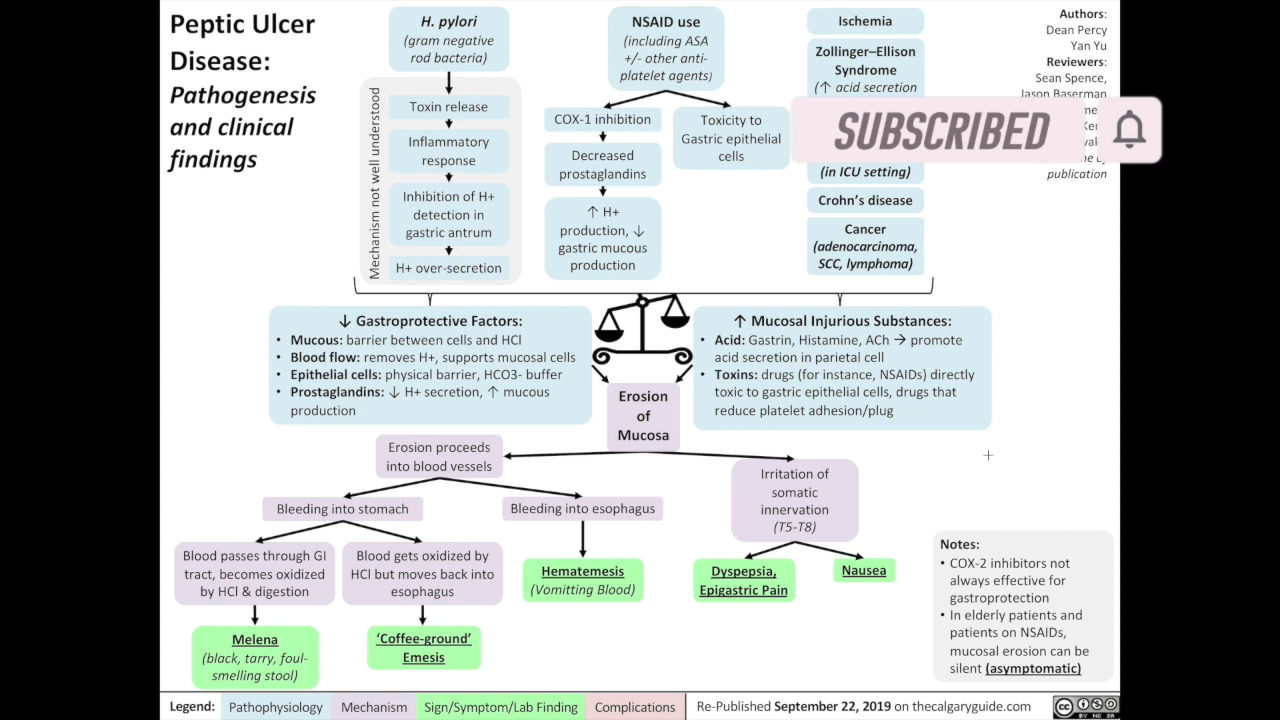 Peptic Ulcer
Disease:
Pathogenesis
and clinical
findings
H. pylori
(gram negative
rod bacteria)
Mechanism not well understood
Toxin release
Inflammatory
response
Inhibition of H+
detection in
gastric antrum
H+ over-secretion
NSAID use
(including ASA
+/- other anti-
platelet agents)
COX-1 inhibition
Decreased
prostaglandins
↑ H+
production, ↓
gastric mucous
production
Toxicity to
Gastric epithelial
cells
Ischemia
Zollinger–Ellison
Syndrome
(↑ acid secretion
(in ICU setting)
Crohn's disease
Cancer
(adenocarcinoma,
SCC, lymphoma)
Authors:
Dean Percy
Yan Yu
Reviewers:
Sean Spence,
Jason Baserman
publication
SUBSCRIBED
↓ Gastroprotective Factors:
• Mucous: barrier between cells and HCl
• Blood flow: removes H+, supports mucosal cells
• Epithelial cells: physical barrier, HCO3- buffer
• Prostaglandins: ↓ H+ secretion, ↑ mucous
production
↑ Mucosal Injurious Substances:
• Acid: Gastrin, Histamine, ACh → promote
acid secretion in parietal cell
• Toxins: drugs (for instance, NSAIDs) directly
toxic to gastric epithelial cells, drugs that
reduce platelet adhesion/plug
Erosion
of
Mucosa
Erosion proceeds
into blood vessels
Bleeding into stomach
Bleeding into esophagus
Irritation of
somatic
innervation
(T5-T8)
Blood passes through GI
tract, becomes oxidized
by HCl & digestion
Blood gets oxidized by
HCl but moves back into
esophagus
Hematemesis
(Vomitting Blood)
Dyspepsia,
Epigastric Pain
Nausea
Melena
(black, tarry, foul-
smelling stool)
'Coffee-ground'
Emesis
Notes:
• COX-2 inhibitors not
always effective for
gastroprotection
• In elderly patients and
patients on NSAIDs,
mucosal erosion can be
silent (asymptomatic)
Legend: Pathophysiology Mechanism Sign/Symptom/Lab Finding Complications Re-Published September 22, 2019 on thecalgaryguide.com
cc BY NC SA